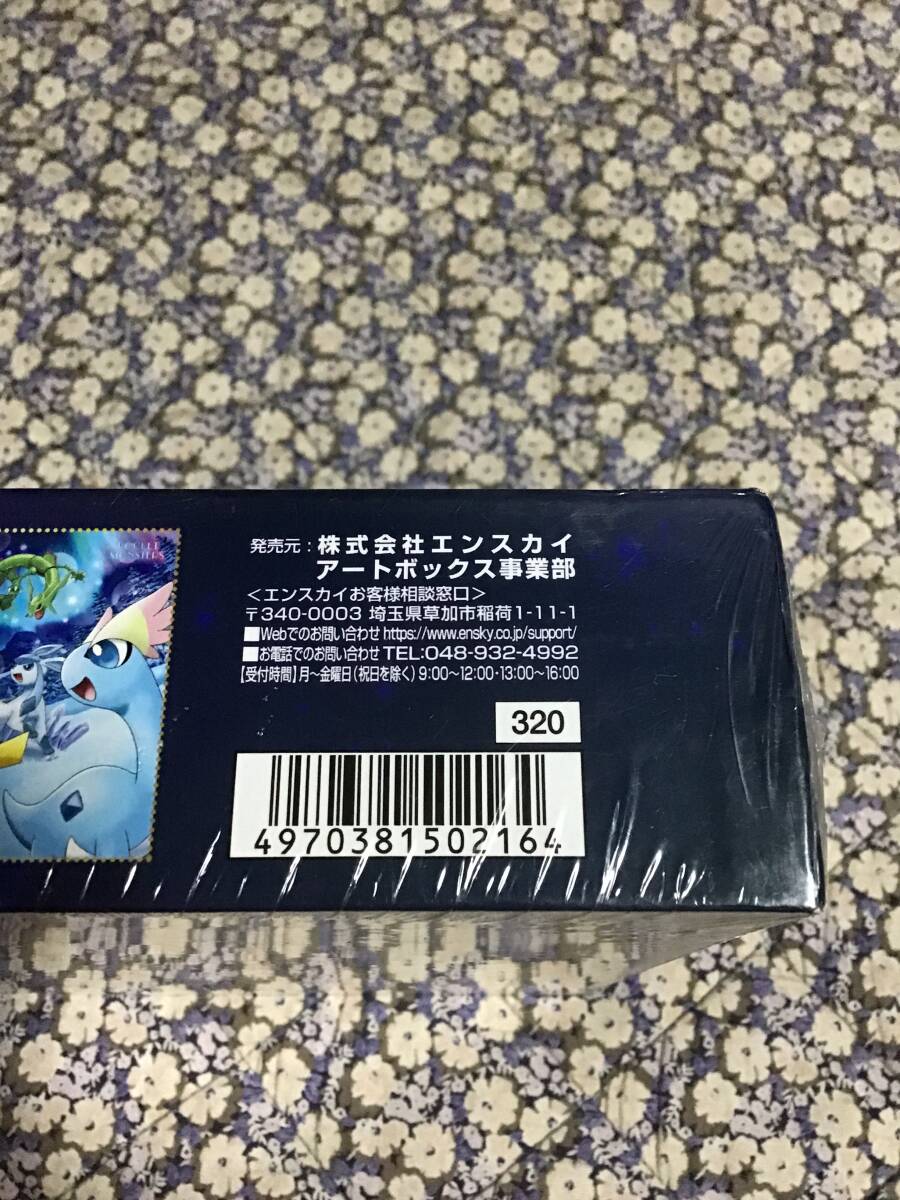 POCKET
MONSTERS
発売元：株式会社エンスカイ
アートボックス事業部
＜エンスカイお客様相談窓口＞
〒340-0003 埼玉県草加市稲荷1-11-1
■Webでのお問い合わせ https://www.ensky.co.jp/support/
■お電話でのお問い合わせ TEL:048-932-4992
【受付時間】月～金曜日(祝日を除く) 9:00～12:00・13:00～16:00
320
4970381502164